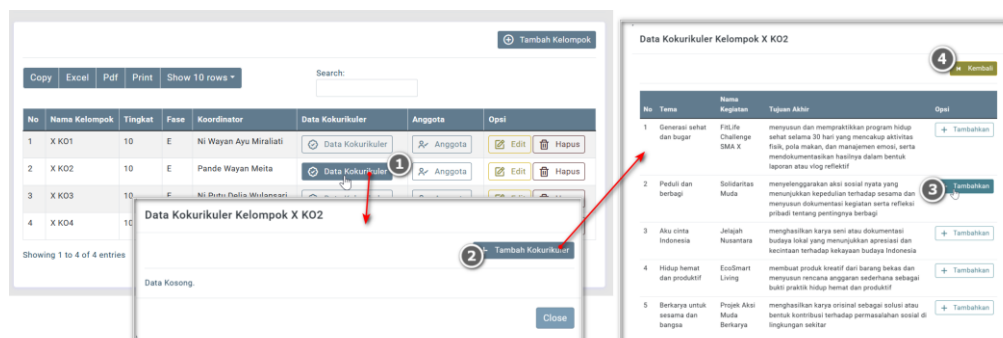 Tambah Kelompok
Copy Excel Pdf Print Show 10 rows
Search:
No Nama Kelompok Tingkat Fase Koordinator Data Kokurikuler Anggota Opsi
1 X KO1 10 E Ni Wayan Ayu Miraliati Data Kokurikuler Anggota Edit Hapus
2 X KO2 10 E Pande Wayan Meita Data Kokurikuler Anggota Edit Hapus
1
3 X KO3 10 E Ni Putu Delia Wulansari
4 X KO4 10
Showing 1 to 4 of 4 entries
Data Kokurikuler Kelompok X KO2
2
Tambah Kokurikuler
Data Kosong.
Close
Data Kokurikuler Kelompok X KO2
4
Kembali
No Tema Nama Kegiatan Tujuan Akhir Opsi
1 Generasi sehat dan bugar FitLife Challenge SMA X menyusun dan mempraktikkan program hidup sehat selama 30 hari yang mencakup aktivitas fisik, pola makan, dan manajemen emosi, serta mendokumentasikan hasilnya dalam bentuk laporan atau vlog reflektif + Tambahkan
2 Peduli dan berbagi Solidaritas Muda menyelenggarakan aksi sosial nyata yang menunjukkan kepedulian terhadap sesama dan menyusun dokumentasi kegiatan serta refleksi pribadi tentang pentingnya berbagi Tambahkan
3
3 Aku cinta Indonesia Jelajah Nusantara menghasilkan karya seni atau dokumentasi budaya lokal yang menunjukkan apresiasi dan kecintaan terhadap kekayaan budaya Indonesia + Tambahkan
4 Hidup hemat dan produktif EcoSmart Living membuat produk kreatif dari barang bekas dan menyusun rencana anggaran sederhana sebagai bukti praktik hidup hemat dan produktif + Tambahkan
5 Berkarya untuk sesama dan bangsa Projek Aksi Muda Berkarya menghasilkan karya orisinal sebagai solusi atau bentuk kontribusi terhadap permasalahan sosial di lingkungan sekitar + Tambahkan